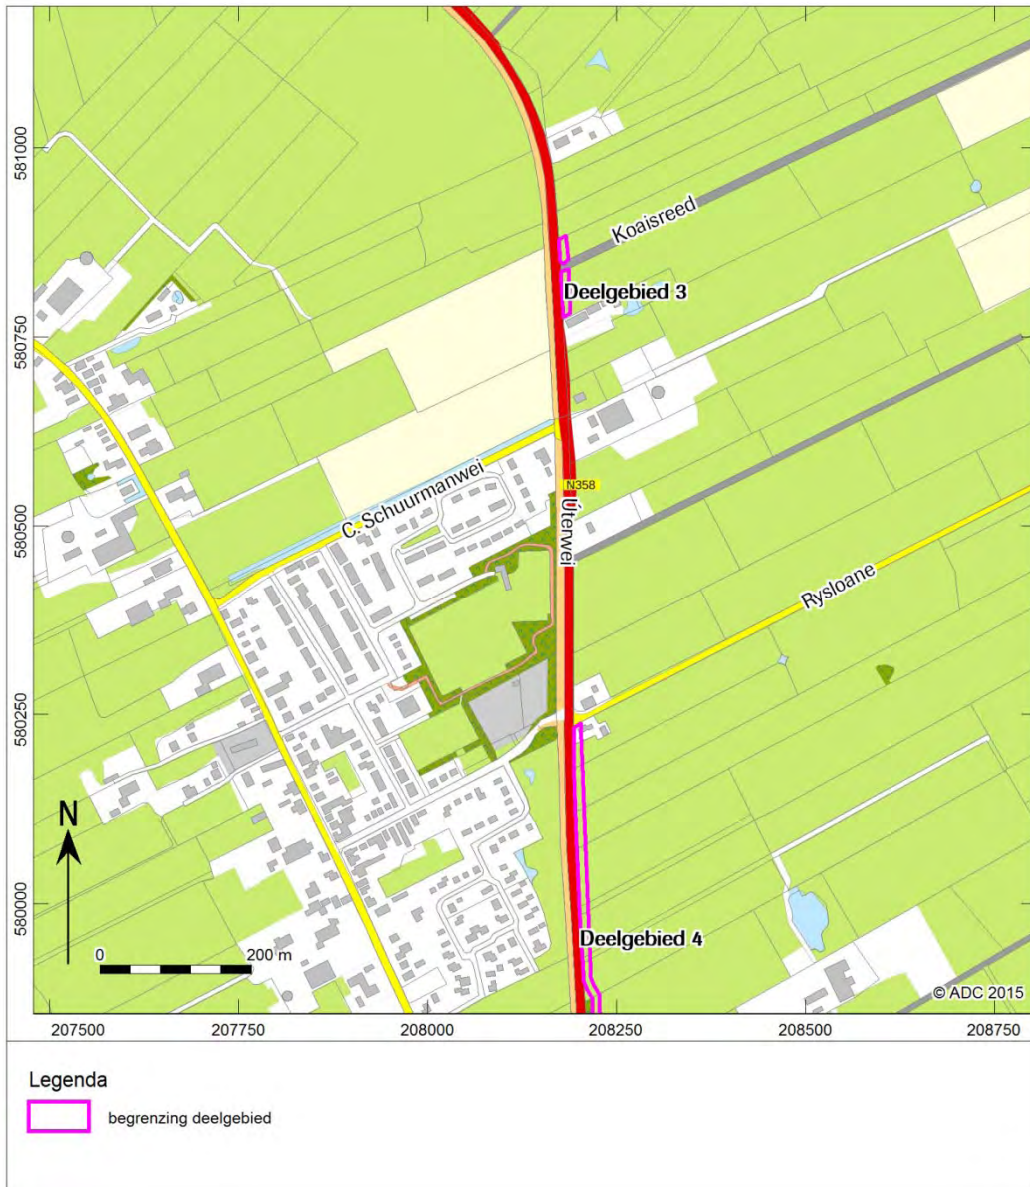 581000
580750
580500
580250
580000
Koaisreed
Deelgebied 3
C. Schuurmanwei
N358
Úterwei
Rysloane
N
0 200 m
Deelgebied 4
© ADC 2015
207500 207750 208000 208250 208500 208750
Legenda
begrenzing deelgebied